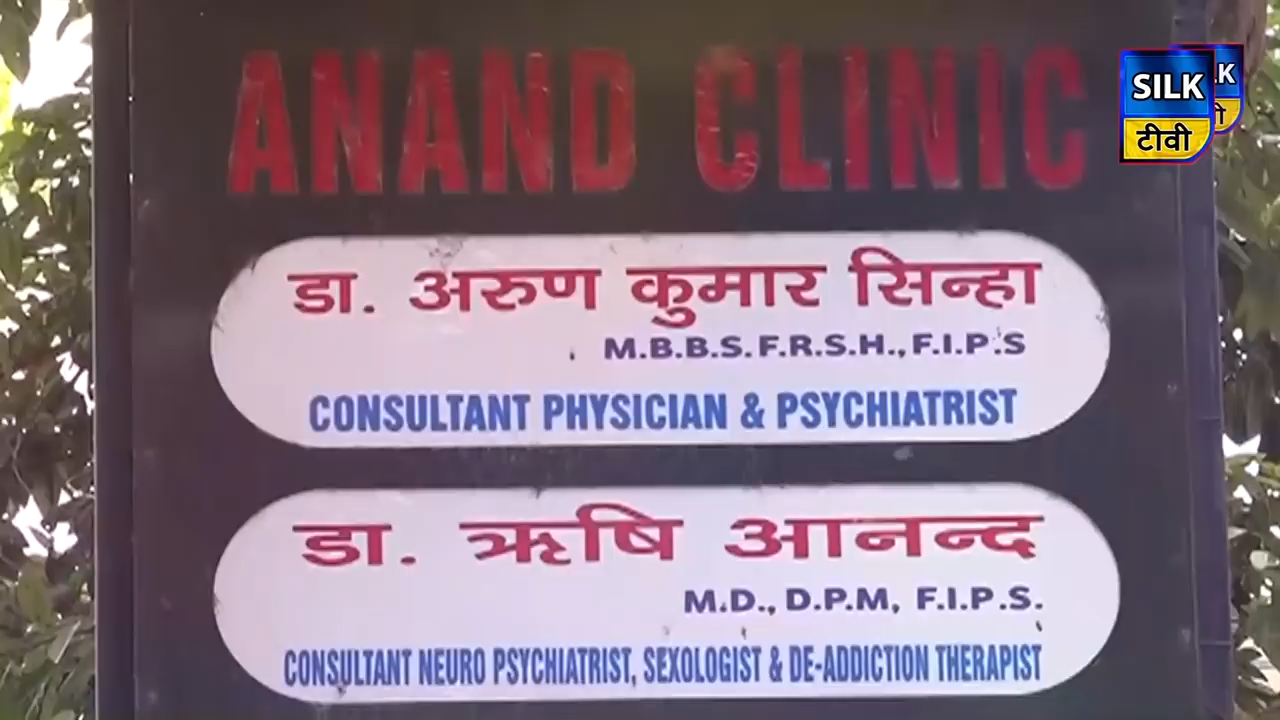 ANAND CLINIC
SILK
टीवी
डा. अरुण कुमार सिन्हा
M.B.B.S. F.R.S.H., F.I.P.S
CONSULTANT PHYSICIAN & PSYCHIATRIST
डा. ऋषि आनन्द
M.D., D.P.M, F.I.P.S.
CONSULTANT NEURO PSYCHIATRIST, SEXOLOGIST & DE-ADDICTION THERAPIST